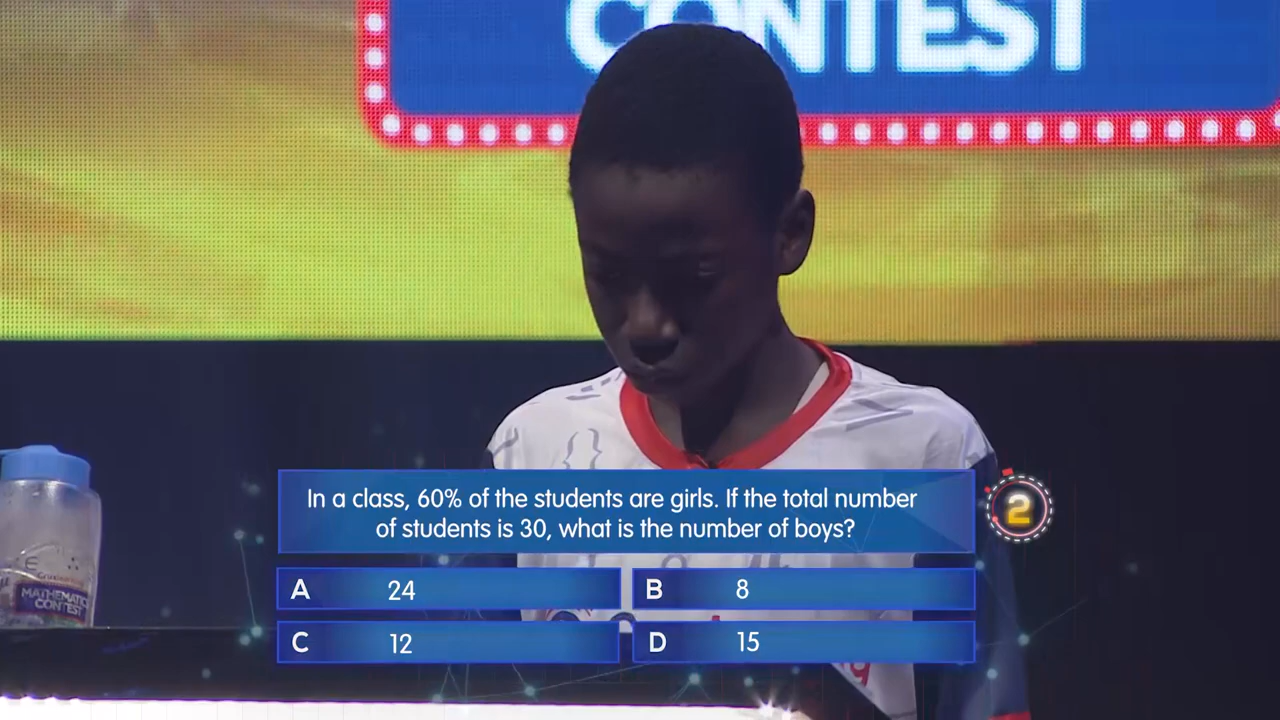 CONTEST
In a class, 60% of the students are girls. If the total number
of students is 30, what is the number of boys?
2
A 24
B 8
C 12
D 15
MATHEMATICS
CONTEST